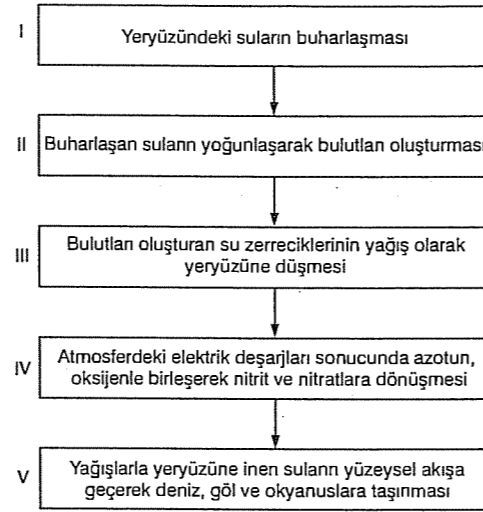 I
Yeryüzündeki suların buharlaşması
II
Buharlaşan suların yoğunlaşarak bulutları oluşturması
III
Bulutları oluşturan su zerreciklerinin yağış olarak
yeryüzüne düşmesi
IV
Atmosferdeki elektrik deşarjları sonucunda azotun,
oksijenle birleşerek nitrit ve nitratlara dönüşmesi
V
Yağışlarla yeryüzüne inen suların yüzeysel akışa
geçerek deniz, göl ve okyanuslara taşınması